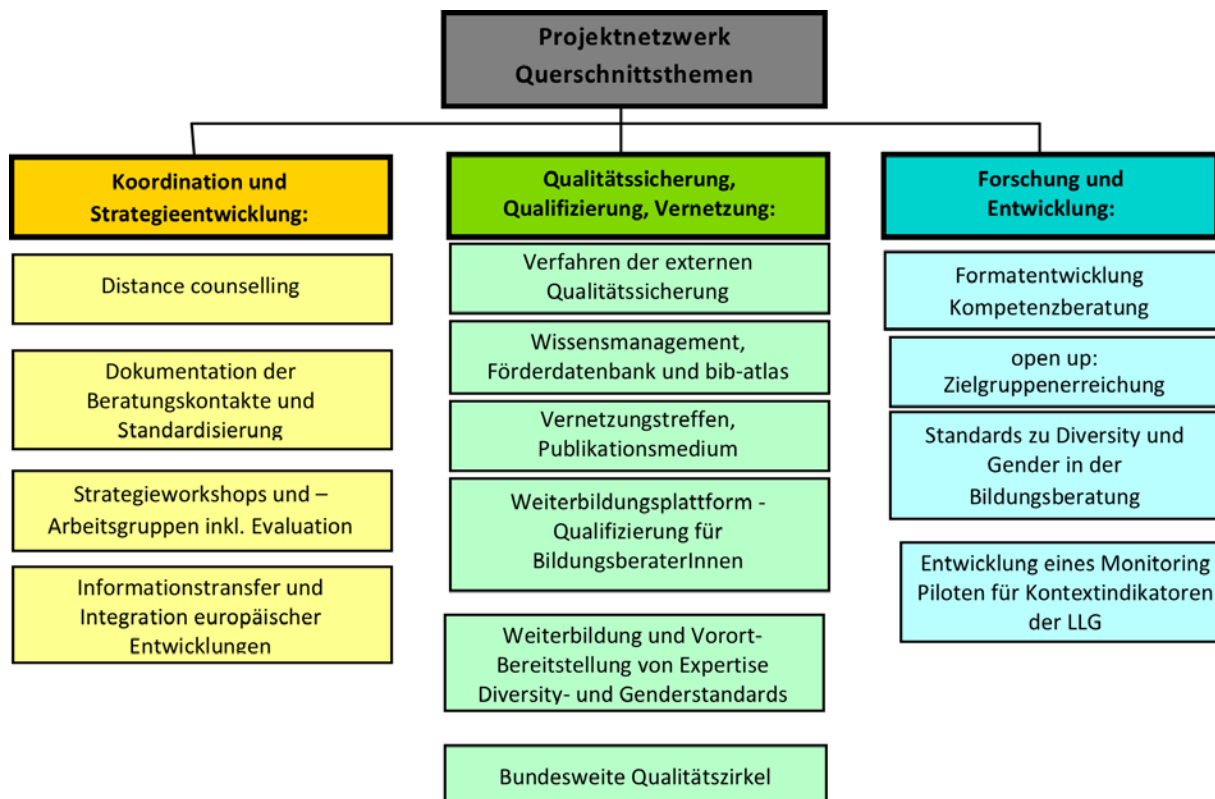 Projektnetzwerk
Querschnittsthemen
Koordination und
Strategieentwicklung:
Distance counselling
Dokumentation der
Beratungskontakte und
Standardisierung
Strategieworkshops und –
Arbeitsgruppen inkl. Evaluation
Informationstransfer und
Integration europäischer
Entwicklungen
Qualitätssicherung,
Qualifizierung, Vernetzung:
Verfahren der externen
Qualitätssicherung
Wissensmanagement,
Förderdatenbank und bib-atlas
Vernetzungstreffen,
Publikationsmedium
Weiterbildungsplattform -
Qualifizierung für
BildungsberaterInnen
Weiterbildung und Vorort-
Bereitstellung von Expertise
Diversity- und Genderstandards
Bundesweite Qualitätszirkel
Forschung und
Entwicklung:
Formatentwicklung
Kompetenzberatung
open up:
Zielgruppenerreichung
Standards zu Diversity und
Gender in der
Bildungsberatung
Entwicklung eines Monitoring
Piloten für Kontextindikatoren
der LLG